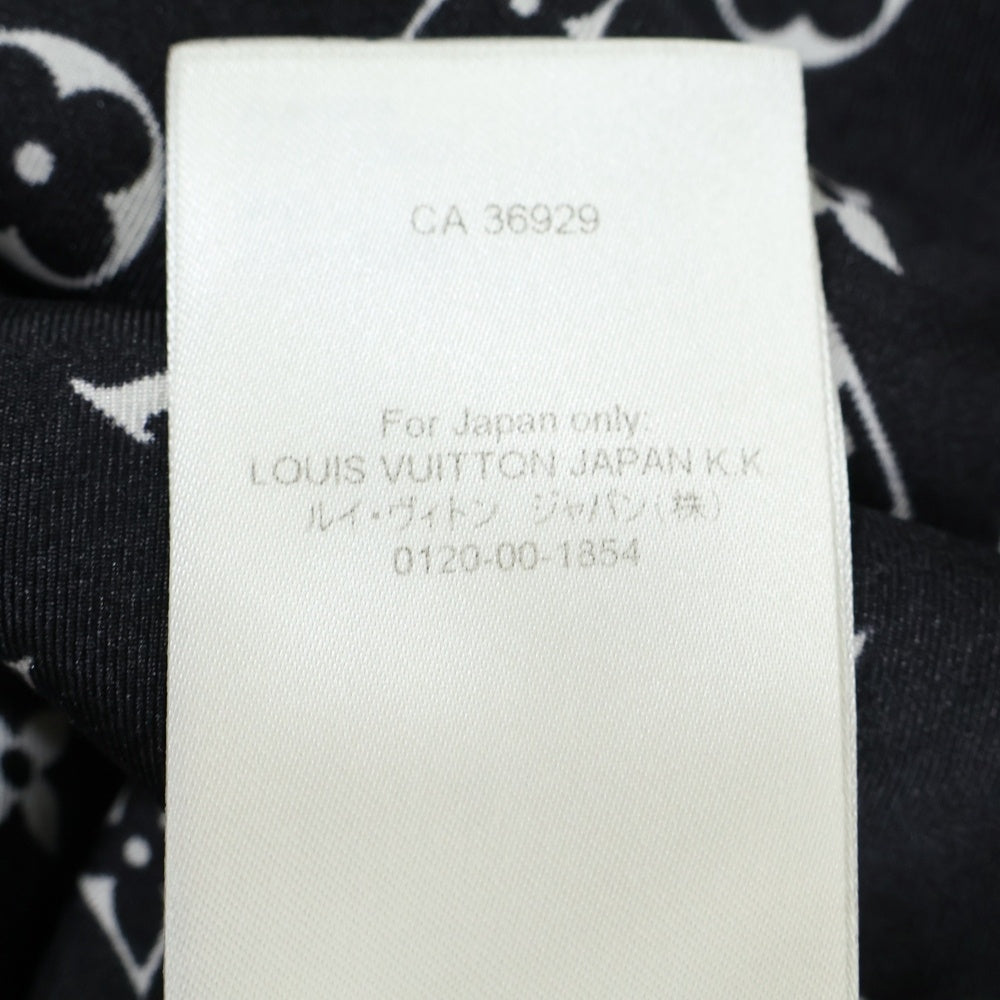 CA 36929
For Japan only:
LOUIS VUITTON JAPAN K.K
ルイ・ヴィトン ジャパン(株)
0120-00-1854